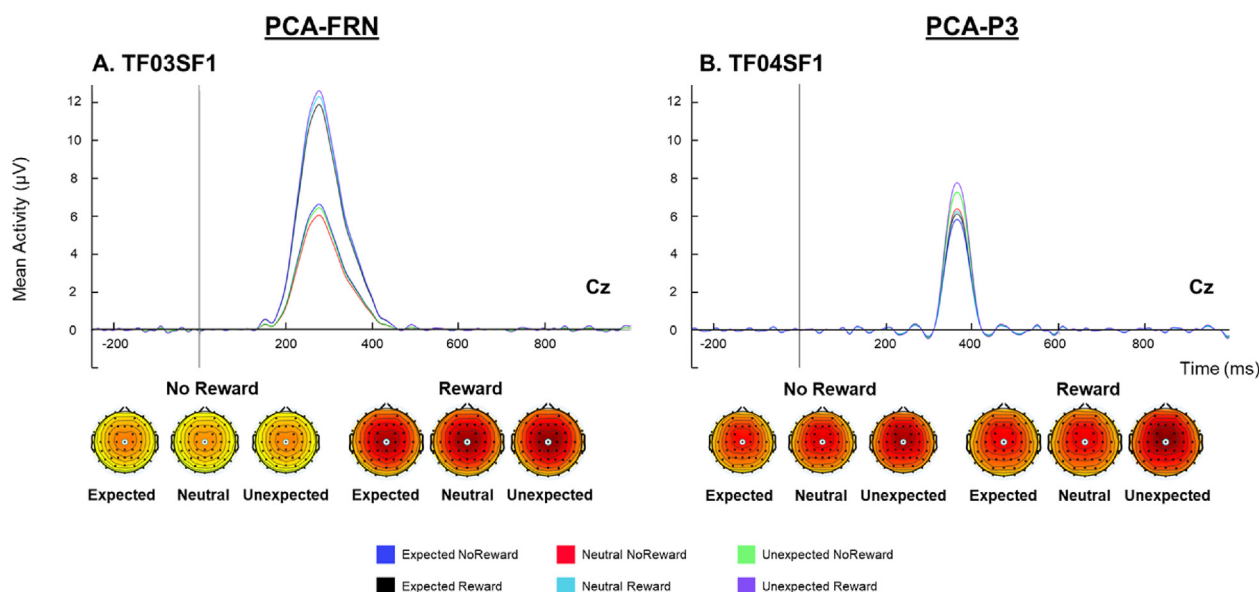 PCA-FRN
PCA-P3
A. TF03SF1
B. TF04SF1
Mean Activity (µV)
12
10
8
6
4
2
0
-200
200
400
600
800
Cz
12
10
8
6
4
2
0
-200
200
400
600
800
Cz
Time (ms)
No Reward
Reward
No Reward
Reward
Expected Neutral Unexpected Expected Neutral Unexpected
Expected Neutral Unexpected Expected Neutral Unexpected
Expected NoReward
Neutral NoReward
Unexpected NoReward
Expected Reward
Neutral Reward
Unexpected Reward